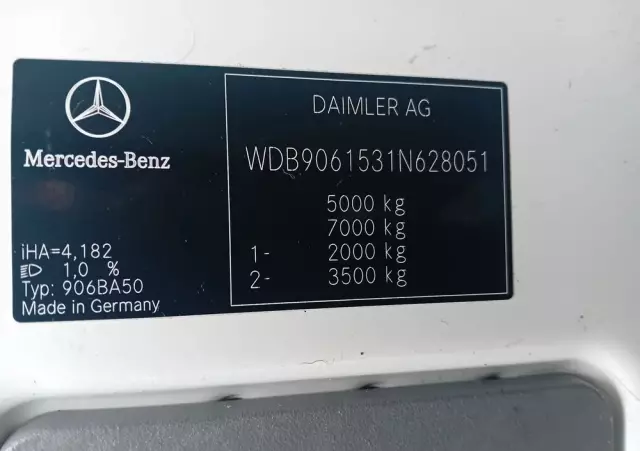 Mercedes-Benz
iHA=4,182
1,0 %
Typ: 906BA50
Made in Germany
DAIMLER AG
WDB9061531N628051
5000 kg
7000 kg
1- 2000 kg
2- 3500 kg